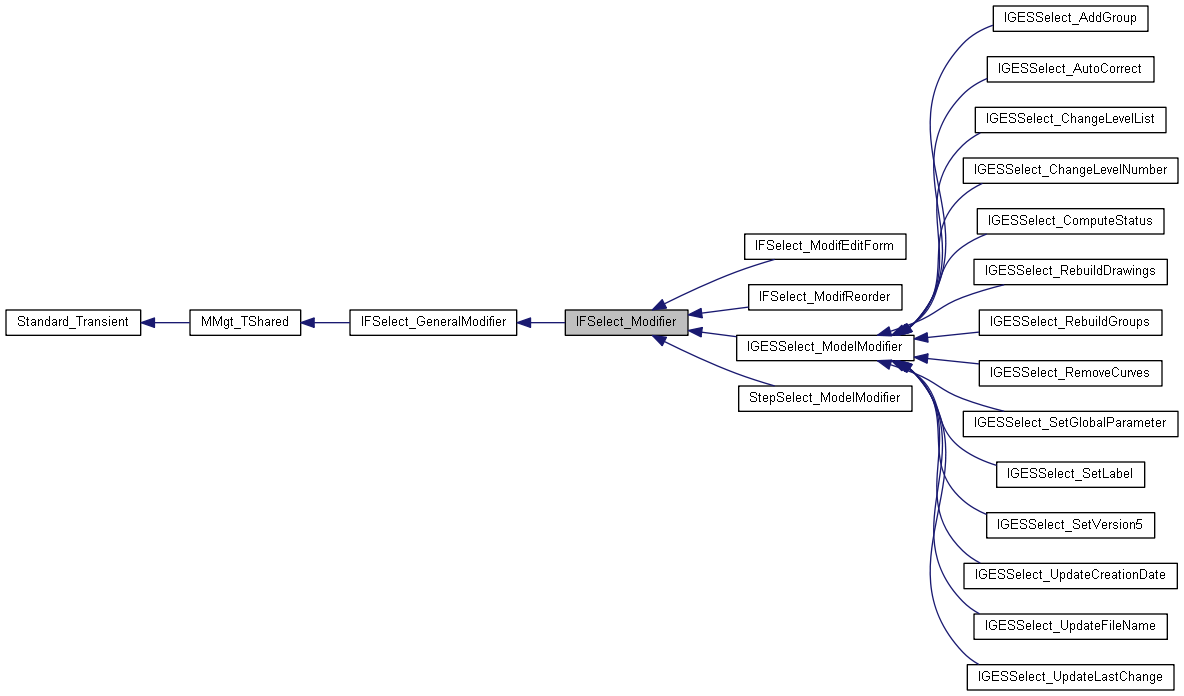 IGESSelect_AddGroup
IGESSelect_AutoCorrect
IGESSelect_ChangeLevelList
IGESSelect_ChangeLevelNumber
IGESSelect_ComputeStatus
IFSelect_ModifEditForm
IGESSelect_RebuildDrawings
IFSelect_ModifReorder
Standard_Transient
MMgt_TShared
IFSelect_GeneralModifier
IFSelect_Modifier
IGESSelect_RebuildGroups
IGESSelect_ModelModifier
IGESSelect_RemoveCurves
StepSelect_ModelModifier
IGESSelect_SetGlobalParameter
IGESSelect_SetLabel
IGESSelect_SetVersion5
IGESSelect_UpdateCreationDate
IGESSelect_UpdateFileName
IGESSelect_UpdateLastChange